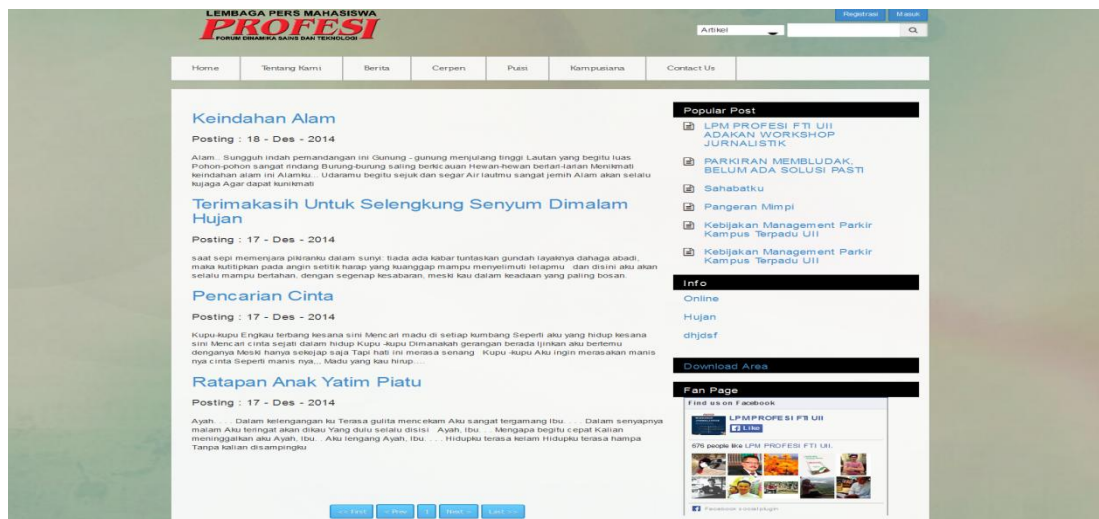 LEMBAGA PERS MAHASISWA
PROFESI
FORUM DINAMIKA SAINS DAN TEKNOLOGI
Registrasi Masuk
Artikel
Home Tentang Kami Berita Cerpen Puisi Kampusiana Contact Us
Keindahan Alam
Posting : 18 - Des - 2014
Alam.. Sungguh indah pemandangan ini Gunung - gunung menjulang tinggi Lautan yang begitu luas
Pohon-pohon sangat rindang Burung-burung saling berkicauan Hewan-hewan berlari-larian Menikmati
keindahan alam ini Alamku... Udaramu begitu sejuk dan segar Air lautmu sangat jernih Alam akan selalu
kujaga Agar dapat kunikmati
Terimakasih Untuk Selengkung Senyum Dimalam
Hujan
Posting : 17 - Des - 2014
saat sepi memenjara pikiranku dalam sunyi. tiada ada kabar tuntaskan gundah layaknya dahaga abadi,
maka kutitipkan pada angin setitik harap yang kuanggap mampu menyelimuti lelapmu dan disini aku akan
selalu mampu bertahan, dengan segenap kesabaran, meski kau dalam keadaan yang paling bosan.
Pencarian Cinta
Posting : 17 - Des - 2014
Kupu-kupu Engkau terbang kesana sini Mencari madu di setiap kumbang Seperti aku yang hidup kesana
sini Mencari cinta sejati dalam hidup Kupu -kupu Dimanakah gerangan berada Ijinkan aku bertemu
denganya Meski hanya sekejap saja Tapi hati ini merasa senang Kupu -kupu Aku ingin merasakan manis
nya cinta Seperti manis nya,,, Madu yang kau hirup....
Ratapan Anak Yatim Piatu
Posting : 17 - Des - 2014
Ayah. . . . Dalam kelengangan ku Terasa gulita mencekam Aku sangat tergamang Ibu. . . . Dalam senyapnya
malam Aku teringat akan dikau Yang dulu selalu disisi Ayah, Ibu. . . Mengapa begitu cepat Kalian
meninggalkan aku Ayah, Ibu... Aku lengang Ayah, Ibu. . . . Hidupku terasa kelam Hidupku terasa hampa
Tanpa kalian disampingku
<< First < Prev 1 Next > Last >>
Popular Post
LPM PROFESI FTI UII
ADAKAN WORKSHOP
JURNALISTIK
PARKIRAN MEMBLUDAK,
BELUM ADA SOLUSI PASTI
Sahabatku
Pangeran Mimpi
Kebijakan Management Parkir
Kampus Terpadu UII
Kebijakan Management Parkir
Kampus Terpadu UII
Info
Online
Hujan
dhjdsf
Download Area
Fan Page
Find us on Facebook
LPM PROFESI FTI UII
Like
676 people like LPM PROFESI FTI UII.
Facebook social plugin